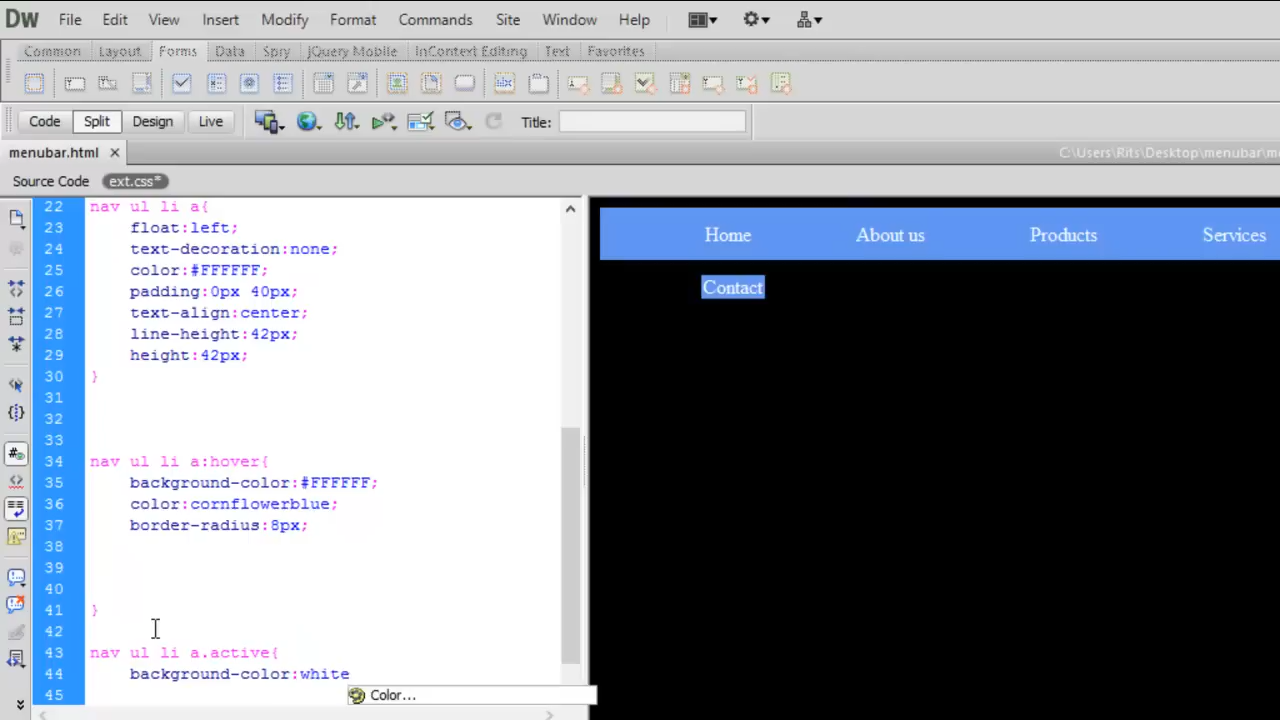 Dw File Edit View Insert Modify Format Commands Site Window Help
Common Layout Forms Data Spry jQuery Mobile InContext Editing Text Favorites
Code Split Design Live Title:
menubar.html × C:\Users\Rits\Desktop\menubar\m
Source Code ext.css*
22 nav ul li a{
23 float:left;
24 text-decoration:none;
25 color:#FFFFFF;
26 padding:0px 40px;
27 text-align:center;
28 line-height:42px;
29 height:42px;
30 }
31
32
33
34 nav ul li a:hover{
35 background-color:#FFFFFF;
36 color:cornflowerblue;
37 border-radius:8px;
38
39
40
41 }
42
43 nav ul li a.active{
44 background-color:white
45
Color...
Home About us Products Services
Contact